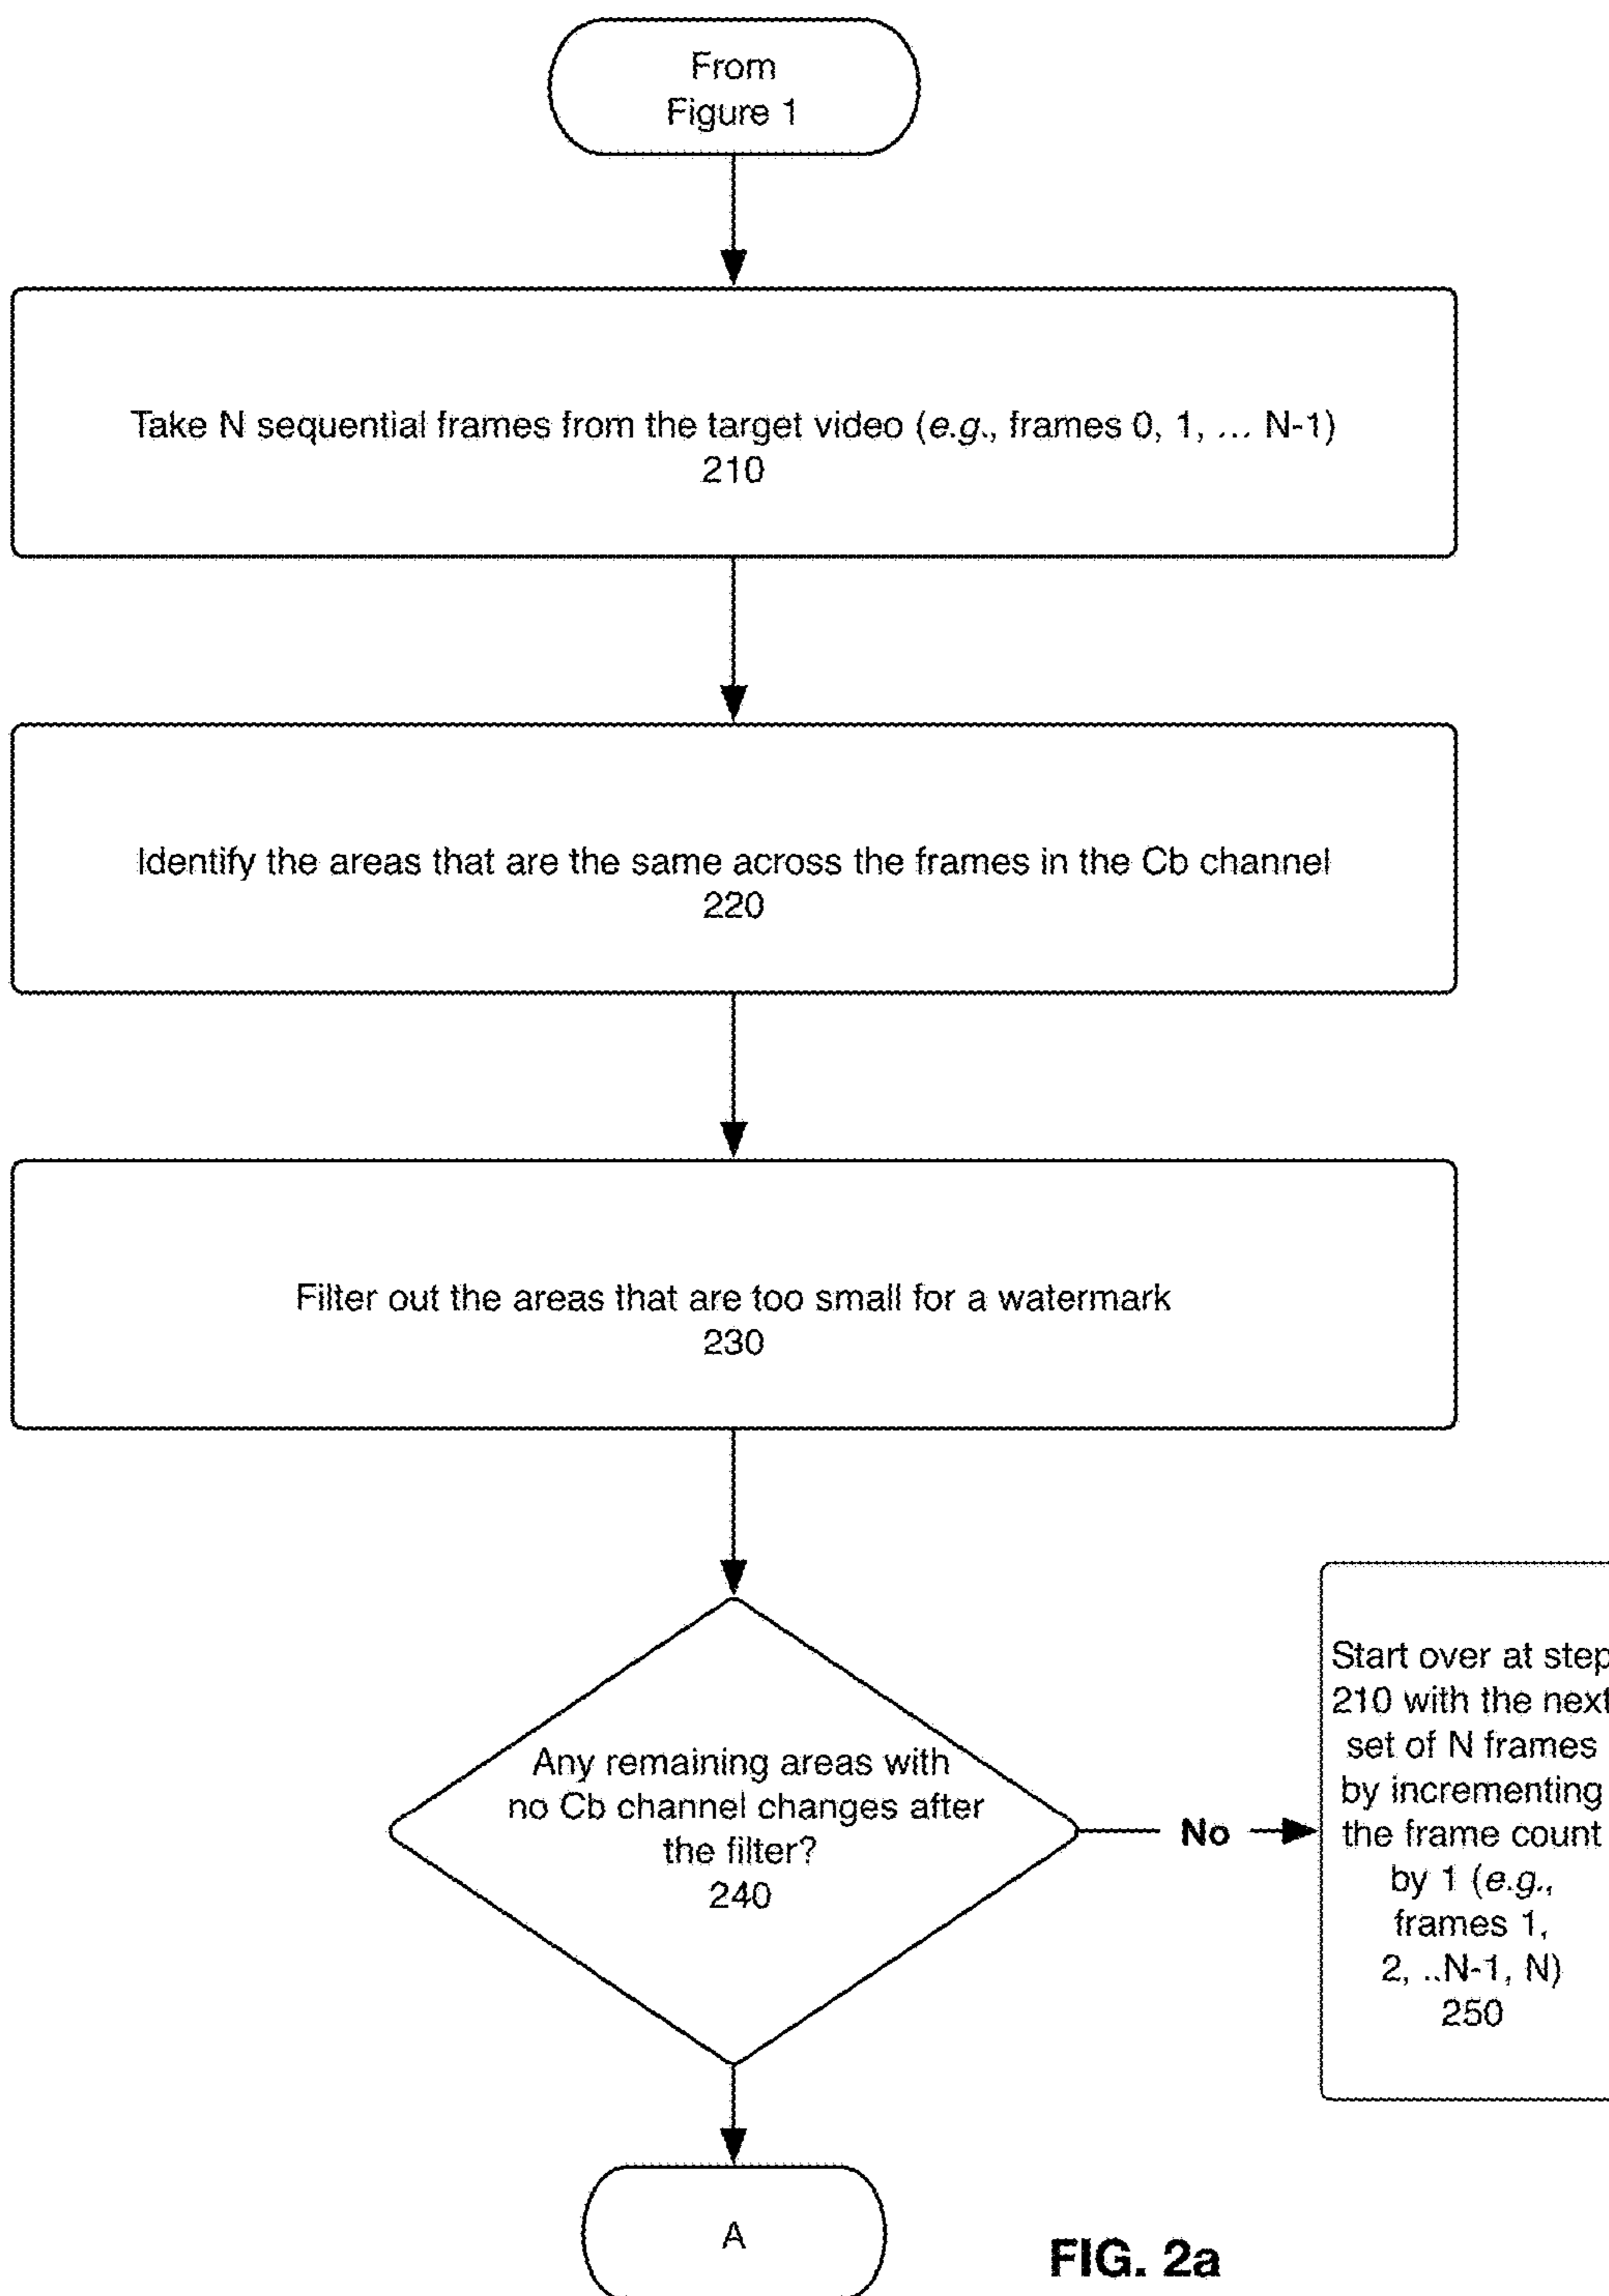 From
Figure 1
Take N sequential frames from the target video (e.g., frames 0, 1, ... N-1)
210
Identify the areas that are the same across the frames in the Cb channel
220
Filter out the areas that are too small for a watermark
230
Any remaining areas with
no Cb channel changes after
the filter?
240
No
Start over at step
210 with the next
set of N frames
by incrementing
the frame count
by 1 (e.g.,
frames 1,
2, ..N-1, N)
250
A
FIG. 2a